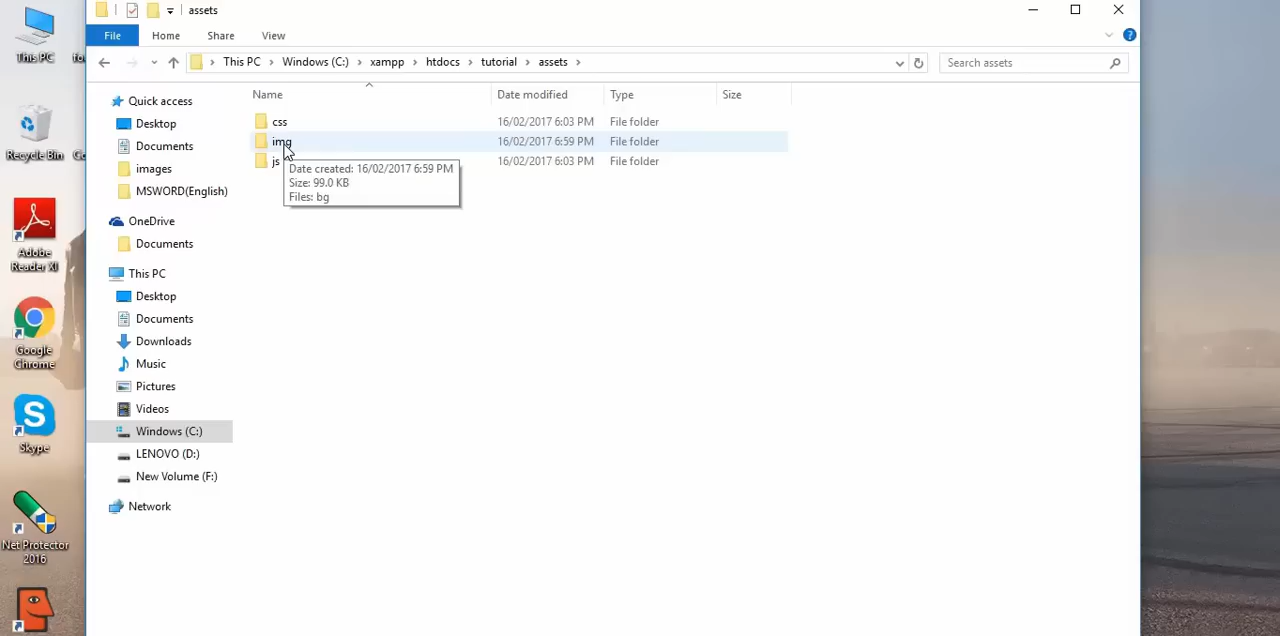 assets
File Home Share View
This PC Windows (C:) xampp htdocs tutorial assets
Search assets
Name Date modified Type Size
css 16/02/2017 6:03 PM File folder
img 16/02/2017 6:59 PM File folder
js 16/02/2017 6:03 PM File folder
Date created: 16/02/2017 6:59 PM
Size: 99.0 KB
Files: bg
Quick access
Desktop
Documents
images
MSWORD(English)
OneDrive
Documents
This PC
Desktop
Documents
Downloads
Music
Pictures
Videos
Windows (C:)
LENOVO (D:)
New Volume (F:)
Network
This PC
Recycle Bin
Adobe
Reader XI
Google
Chrome
Skype
Net Protector
2016